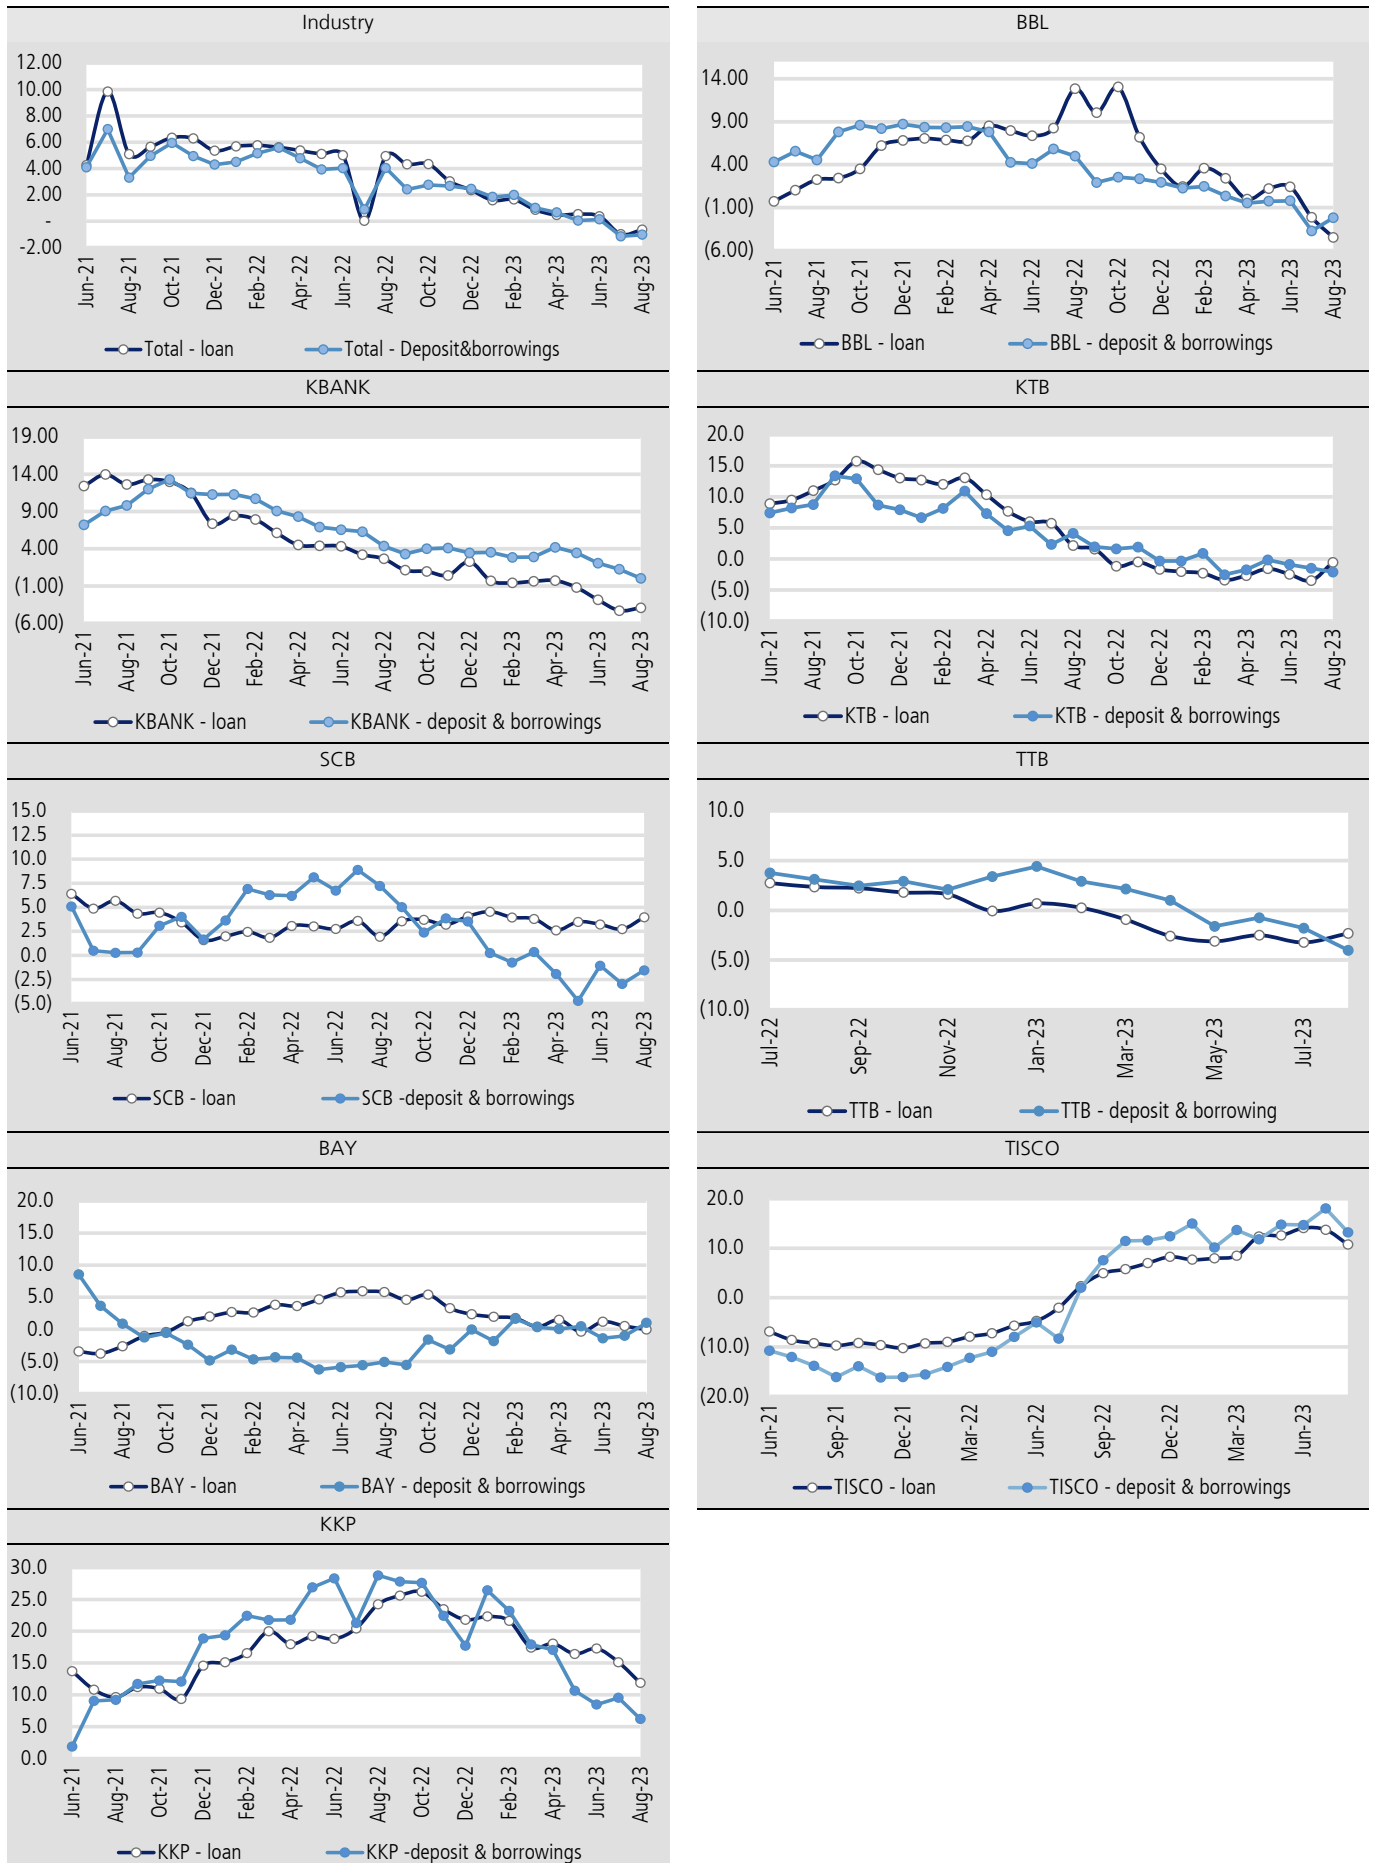 Industry
12.00
10.00
8.00
6.00
4.00
2.00
-
-2.00
Jun-21
Aug-21
Oct-21
Dec-21
Feb-22
Apr-22
Jun-22
Aug-22
Oct-22
Dec-22
Feb-23
Apr-23
Jun-23
Aug-23
Total - loan
Total - Deposit&borrowings
BBL
14.00
9.00
4.00
(1.00)
(6.00)
Jun-21
Aug-21
Oct-21
Dec-21
Feb-22
Apr-22
Jun-22
Aug-22
Oct-22
Dec-22
Feb-23
Apr-23
Jun-23
Aug-23
BBL - loan
BBL - deposit & borrowings
KBANK
19.00
14.00
9.00
4.00
(1.00)
(6.00)
Jun-21
Aug-21
Oct-21
Dec-21
Feb-22
Apr-22
Jun-22
Aug-22
Oct-22
Dec-22
Feb-23
Apr-23
Jun-23
Aug-23
KBANK - loan
KBANK - deposit & borrowings
KTB
20.0
15.0
10.0
5.0
0.0
(5.0)
(10.0)
Jun-21
Aug-21
Oct-21
Dec-21
Feb-22
Apr-22
Jun-22
Aug-22
Oct-22
Dec-22
Feb-23
Apr-23
Jun-23
Aug-23
KTB - loan
KTB - deposit & borrowings
SCB
15.0
12.5
10.0
7.5
5.0
2.5
0.0
(2.5)
(5.0)
Jun-21
Aug-21
Oct-21
Dec-21
Feb-22
Apr-22
Jun-22
Aug-22
Oct-22
Dec-22
Feb-23
Apr-23
Jun-23
Aug-23
SCB - loan
SCB -deposit & borrowings
TTB
10.0
5.0
0.0
(5.0)
(10.0)
Jul-22
Sep-22
Nov-22
Jan-23
Mar-23
May-23
Jul-23
TTB - loan
TTB - deposit & borrowing
BAY
20.0
15.0
10.0
5.0
0.0
(5.0)
(10.0)
Jun-21
Aug-21
Oct-21
Dec-21
Feb-22
Apr-22
Jun-22
Aug-22
Oct-22
Dec-22
Feb-23
Apr-23
Jun-23
Aug-23
BAY - loan
BAY - deposit & borrowings
TISCO
20.0
10.0
0.0
(10.0)
(20.0)
Jun-21
Sep-21
Dec-21
Mar-22
Jun-22
Sep-22
Dec-22
Mar-23
Jun-23
TISCO - loan
TISCO - deposit & borrowings
KKP
30.0
25.0
20.0
15.0
10.0
5.0
0.0
Jun-21
Aug-21
Oct-21
Dec-21
Feb-22
Apr-22
Jun-22
Aug-22
Oct-22
Dec-22
Feb-23
Apr-23
Jun-23
Aug-23
KKP - loan
KKP -deposit & borrowings